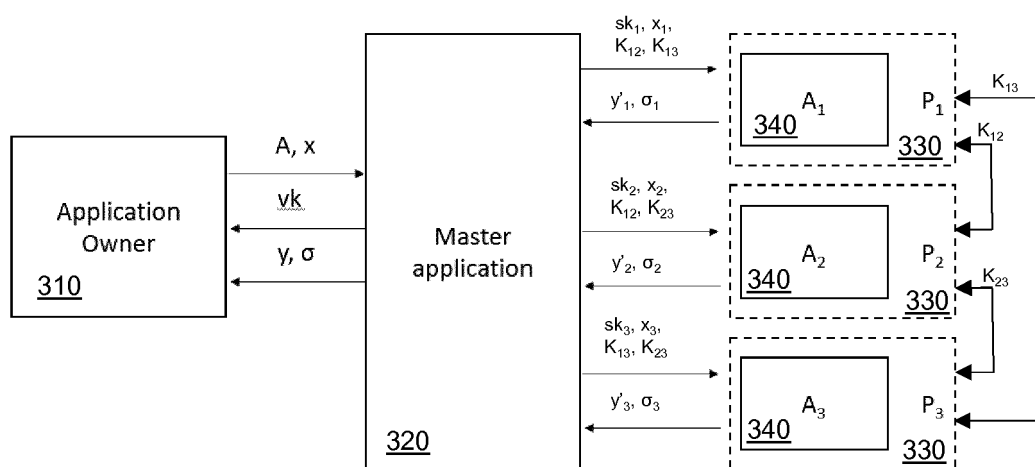 Application
Owner
310
A, x
vk
y, σ
Master
application
320
sk₁, x₁,
K₁₂, K₁₃
y'₁, σ₁
sk₂, x₂,
K₁₂, K₂₃
y'₂, σ₂
sk₃, x₃,
K₁₃, K₂₃
y'₃, σ₃
A₁
340
P₁
330
A₂
340
P₂
330
A₃
340
P₃
330
K₁₃
K₁₂
K₂₃